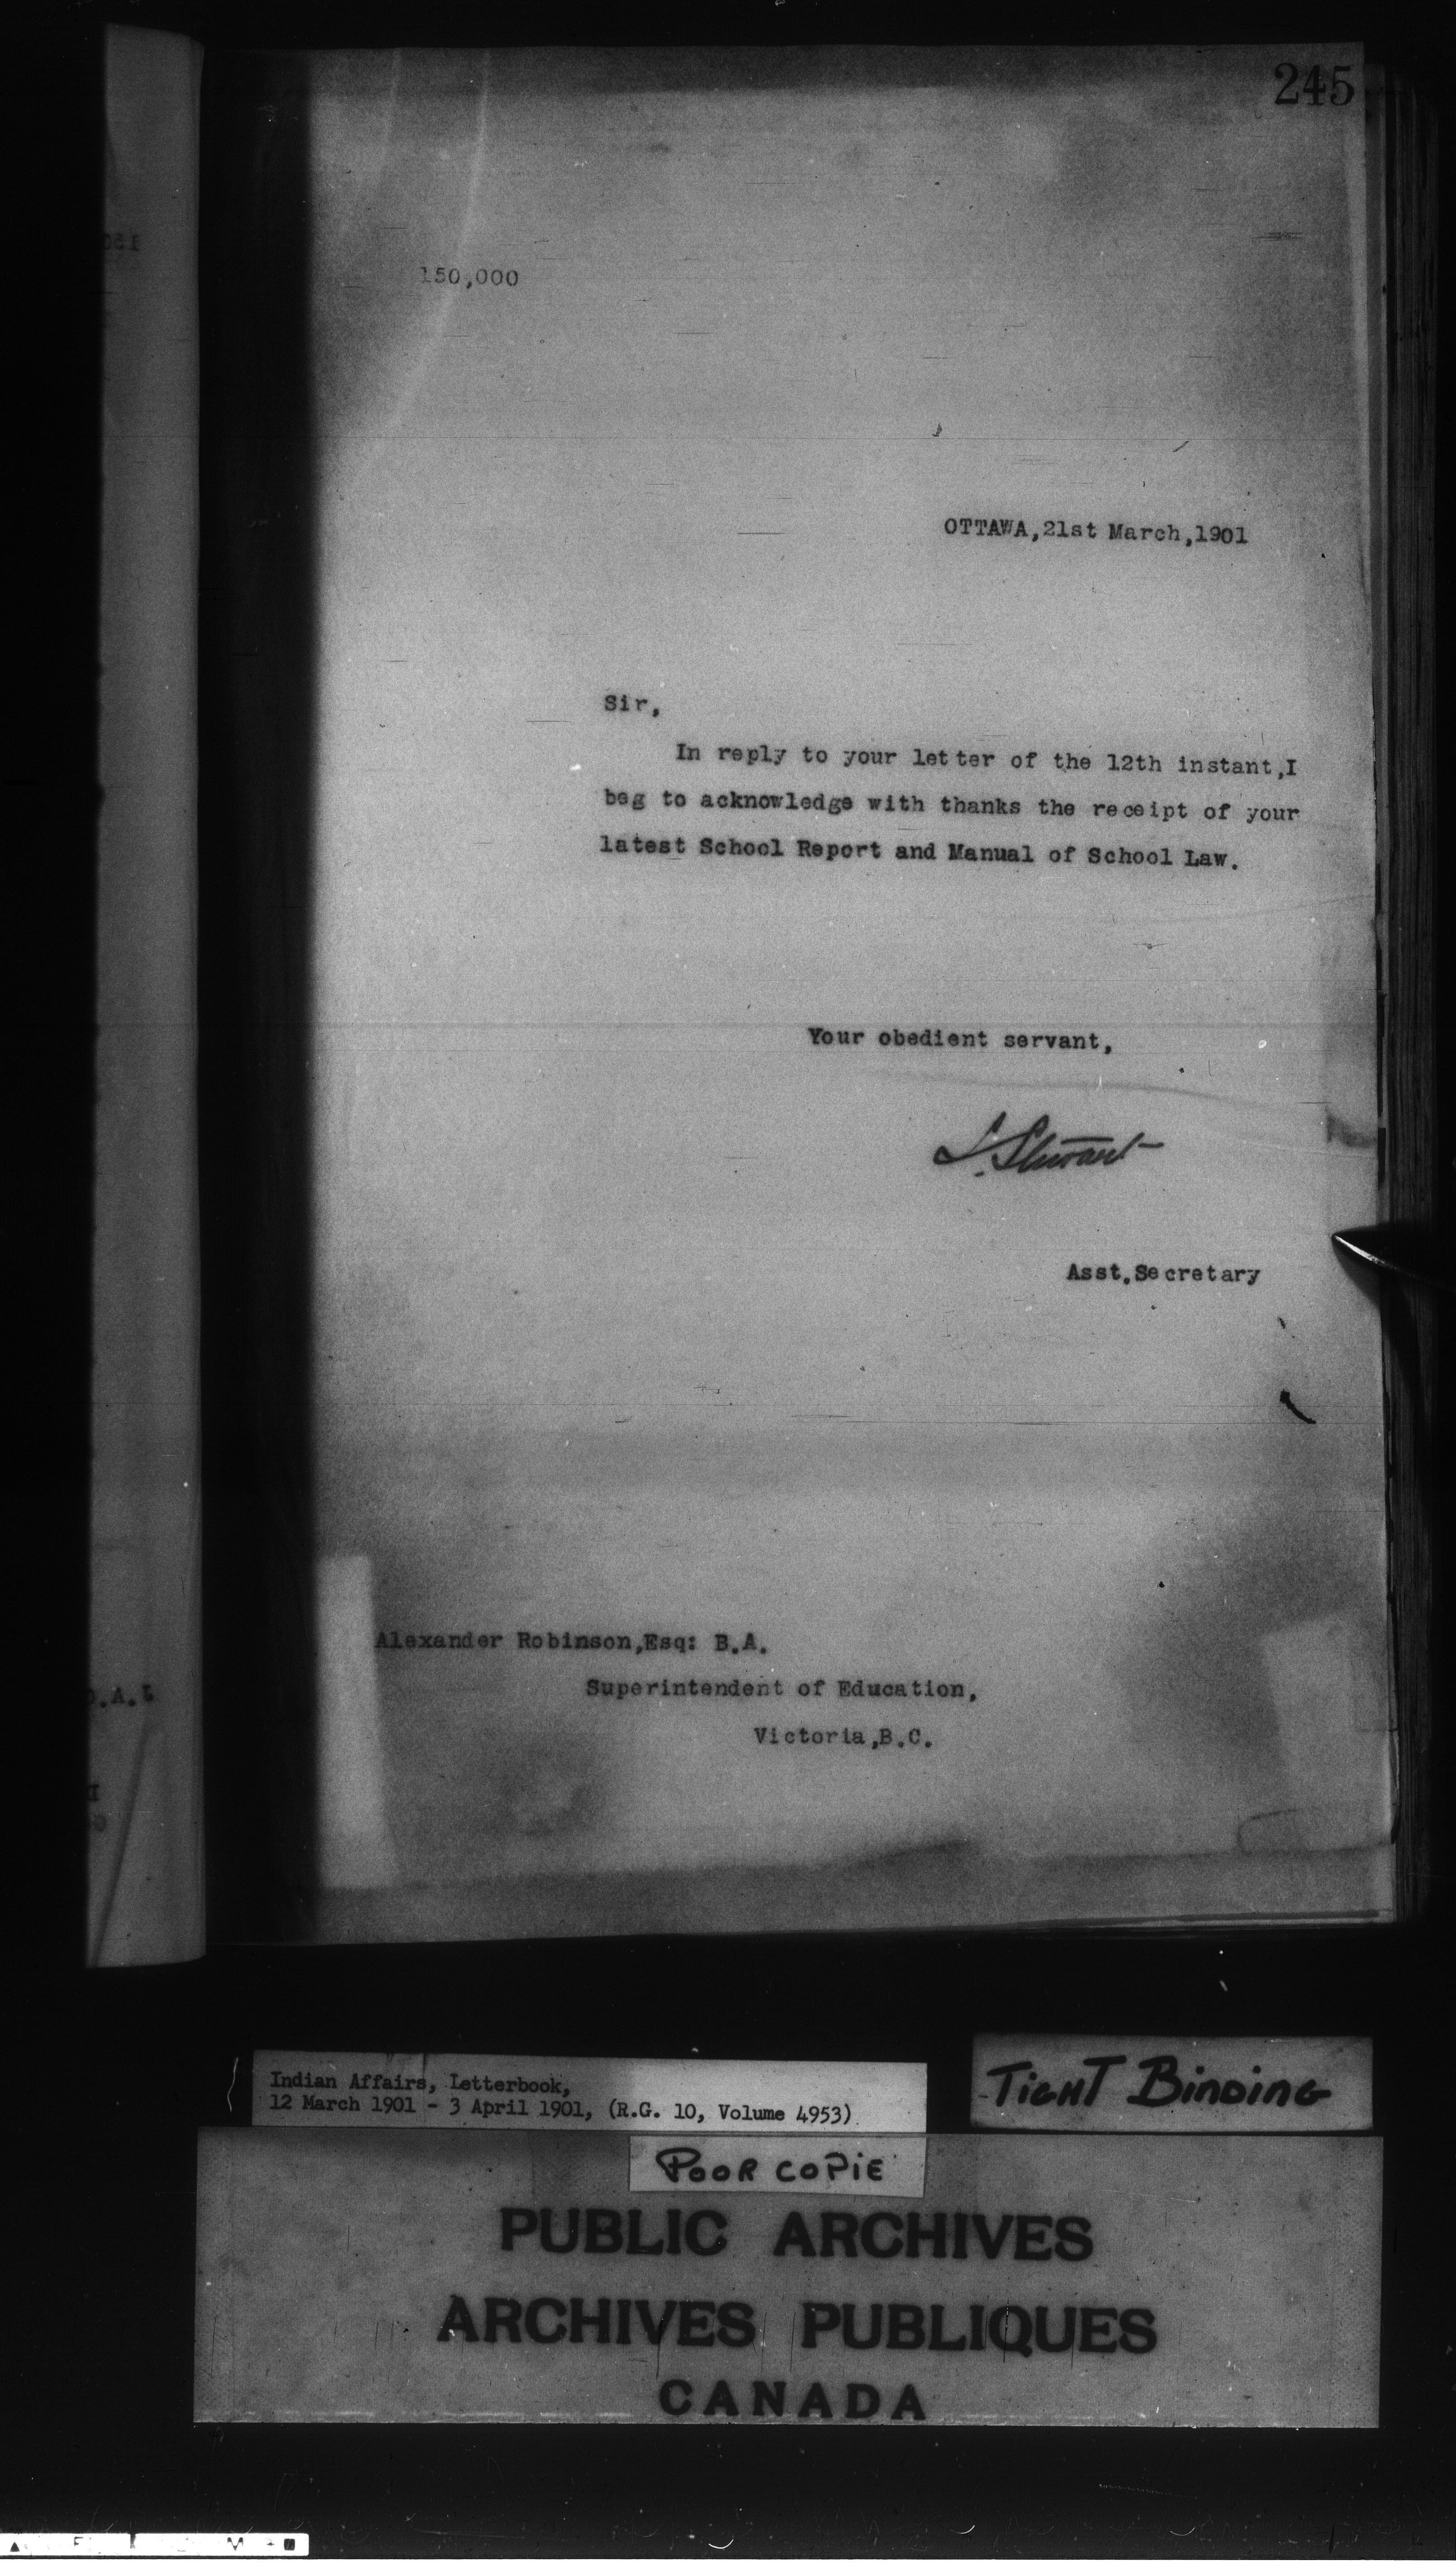 245
150,000
OTTAWA,21st March,1901
Sir,
In reply to your letter of the 12th instant,I
beg to acknowledge with thanks the receipt of your
latest School Report and Manual of School Law.
Your obedient servant,
S. Stewart
Asst.Secretary
Alexander Robinson,Esq: B.A.
Superintendent of Education,
Victoria,B.C.
Indian Affairs, Letterbook,
12 March 1901 - 3 April 1901, (R.G. 10, Volume 4953)
TIGHT BINDING
POOR COPIE
PUBLIC ARCHIVES
ARCHIVES PUBLIQUES
CANADA